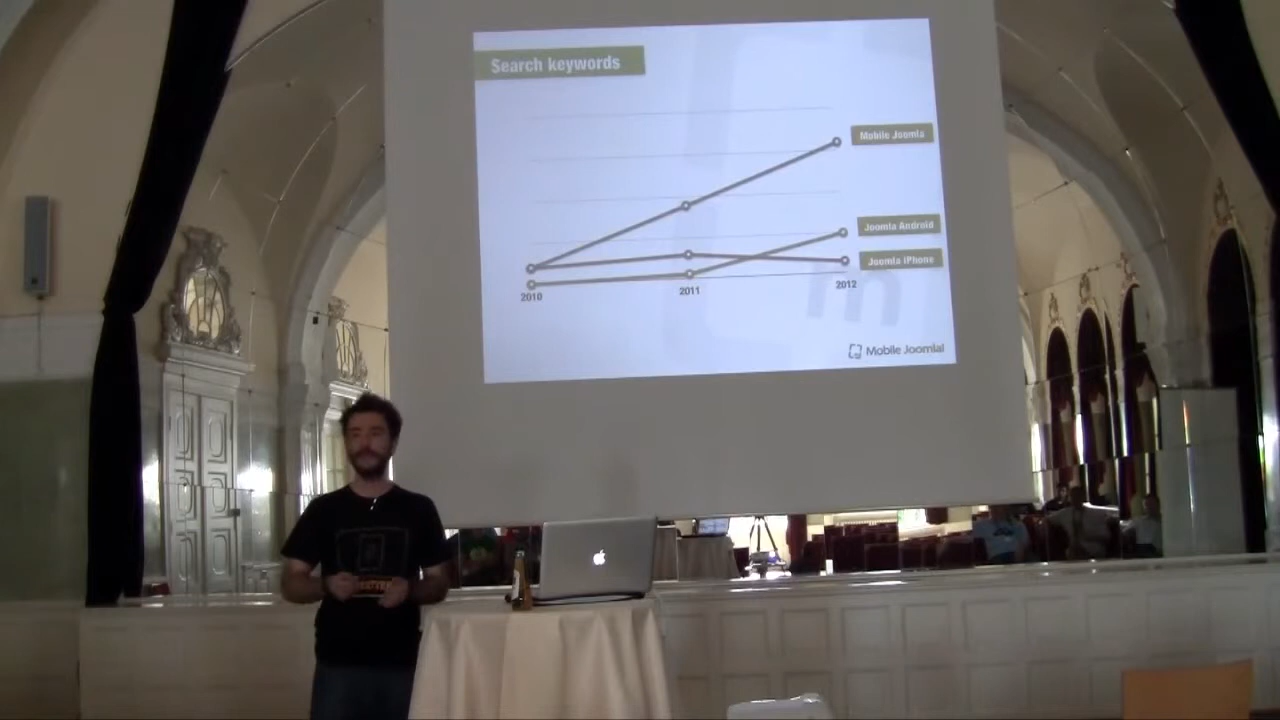 Search keywords
Mobile Joomla
Joomla Android
Joomla iPhone
2010
2011
2012
Mobile Joomla!